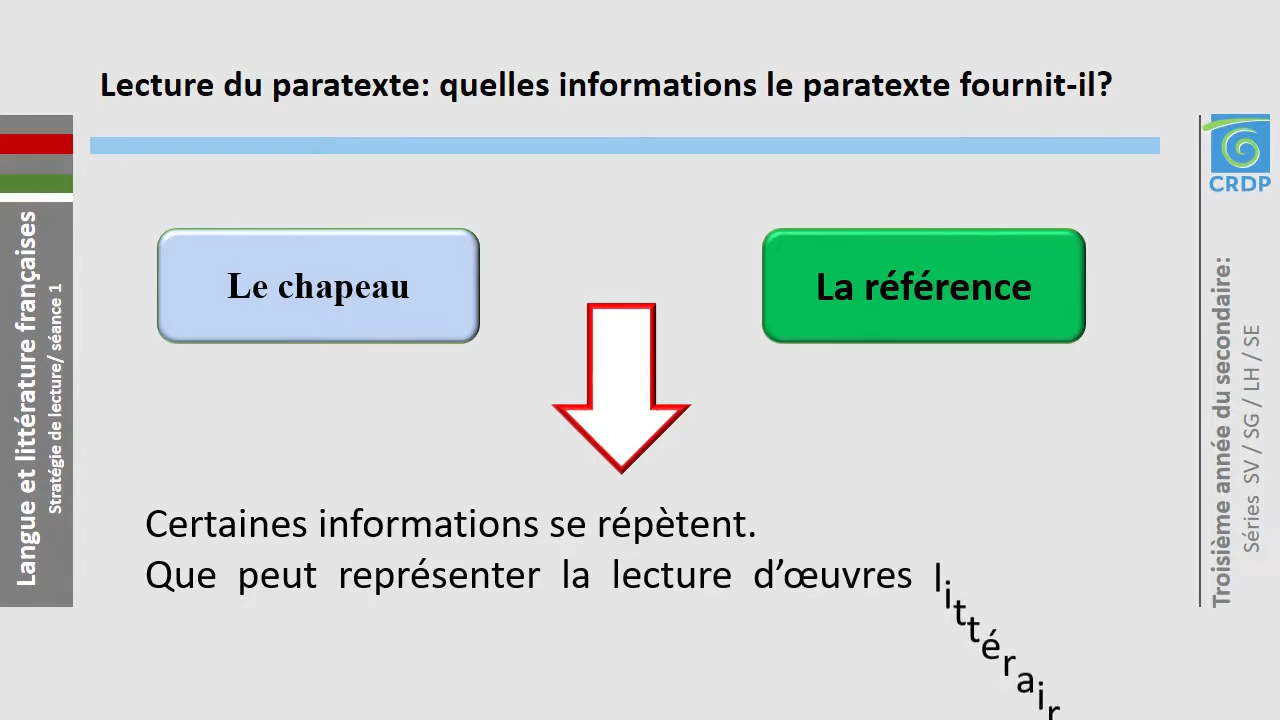 Lecture du paratexte: quelles informations le paratexte fournit-il?
CRDP
Le chapeau
La référence
Certaines informations se répètent.
Que peut représenter la lecture d’œuvres littérair
Langue et littérature françaises
Stratégie de lecture/ séance 1
Troisième année du secondaire:
Séries SV / SG / LH / SE